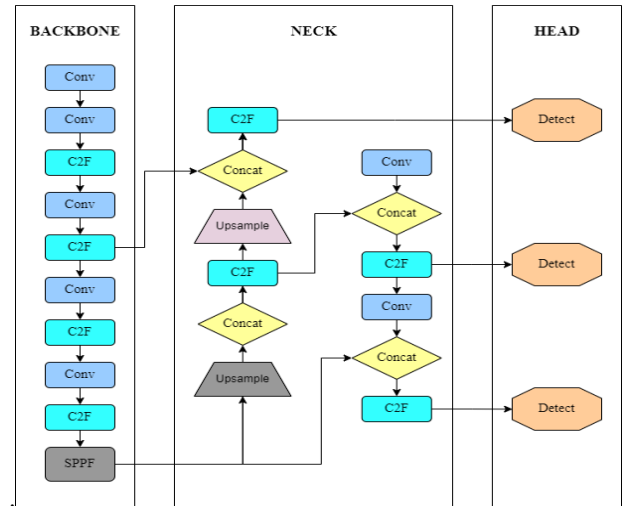 BACKBONE
Conv
Conv
C2F
Conv
C2F
Conv
C2F
Conv
C2F
SPPF
NECK
C2F
Concat
Upsample
C2F
Concat
Upsample
Conv
Concat
C2F
Conv
Concat
C2F
HEAD
Detect
Detect
Detect